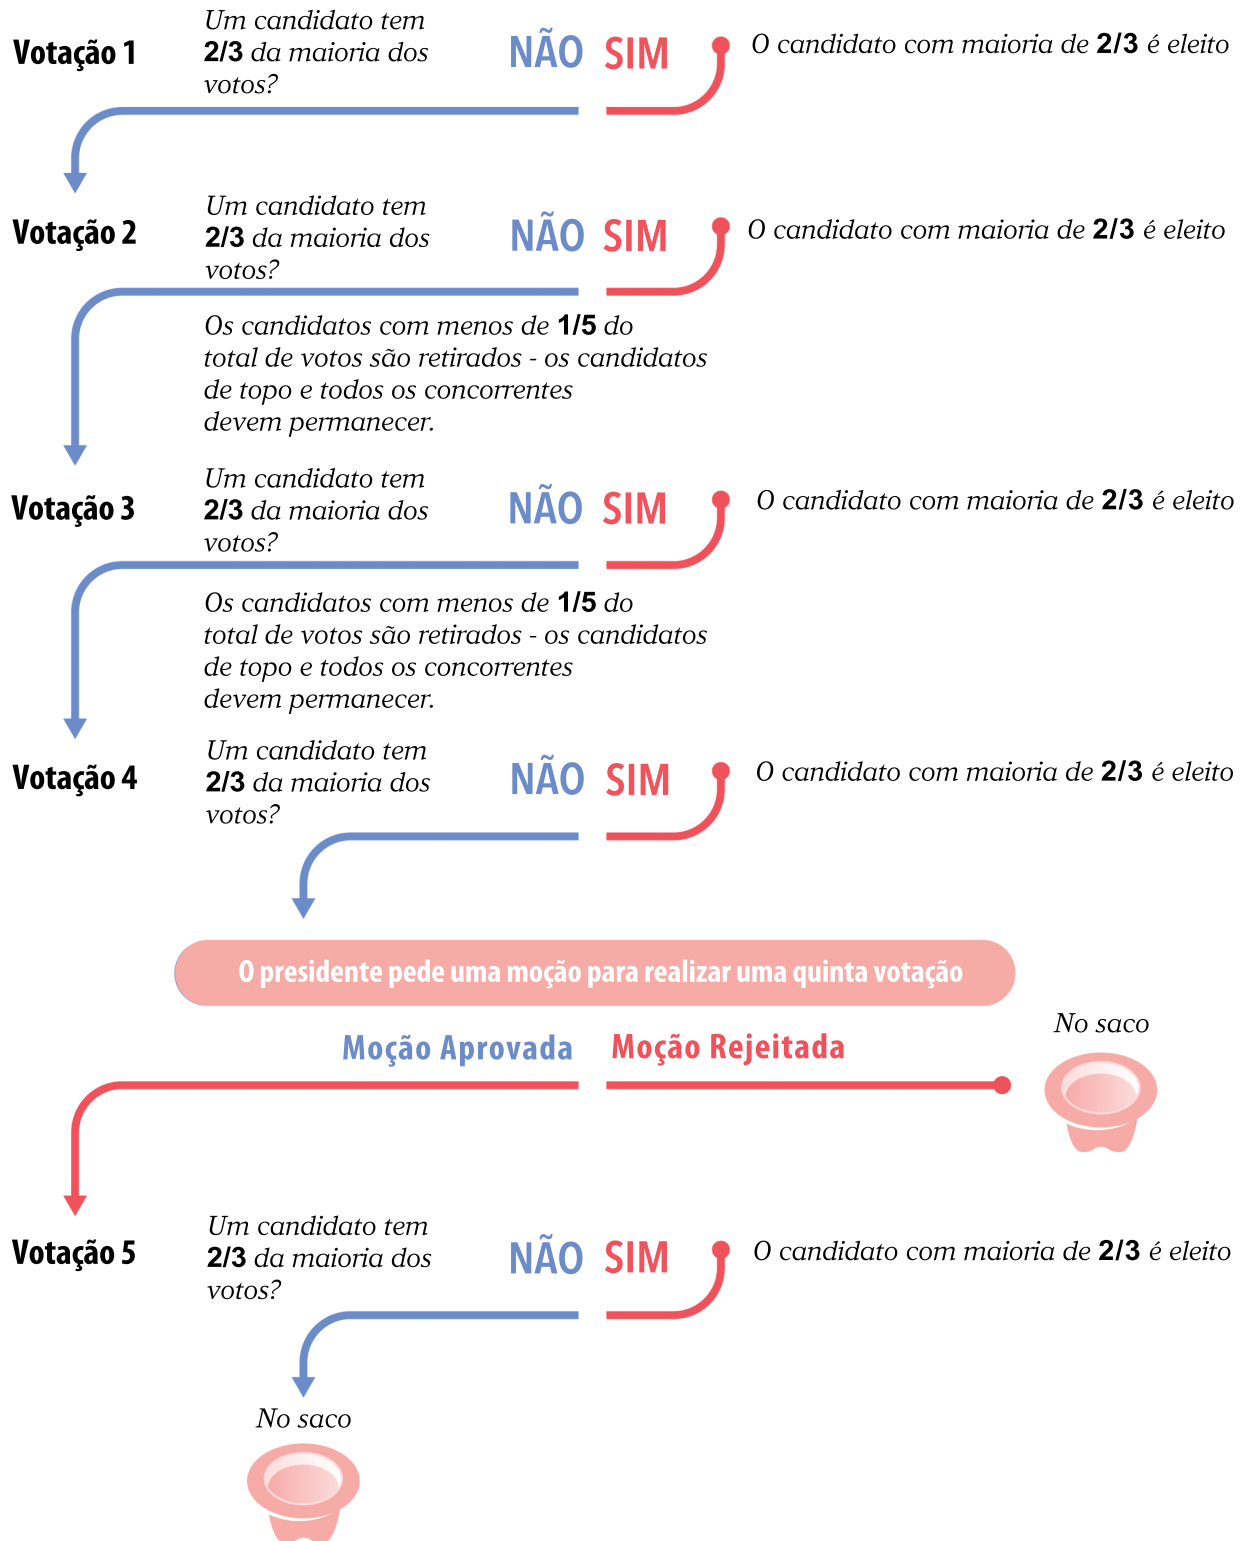 Votação 1
Um candidato tem
2/3 da maioria dos
votos?
NÃO SIM
O candidato com maioria de 2/3 é eleito
Votação 2
Um candidato tem
2/3 da maioria dos
votos?
NÃO SIM
O candidato com maioria de 2/3 é eleito
Os candidatos com menos de 1/5 do
total de votos são retirados - os candidatos
de topo e todos os concorrentes
devem permanecer.
Votação 3
Um candidato tem
2/3 da maioria dos
votos?
NÃO SIM
O candidato com maioria de 2/3 é eleito
Os candidatos com menos de 1/5 do
total de votos são retirados - os candidatos
de topo e todos os concorrentes
devem permanecer.
Votação 4
Um candidato tem
2/3 da maioria dos
votos?
NÃO SIM
O candidato com maioria de 2/3 é eleito
O presidente pede uma moção para realizar uma quinta votação
Moção Aprovada
Moção Rejeitada
No saco
Votação 5
Um candidato tem
2/3 da maioria dos
votos?
NÃO SIM
O candidato com maioria de 2/3 é eleito
No saco